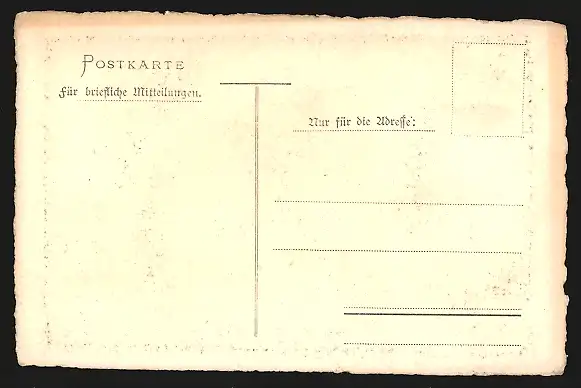 POSTKARTE
Für briefliche Mitteilungen.
Nur für die Adresse: